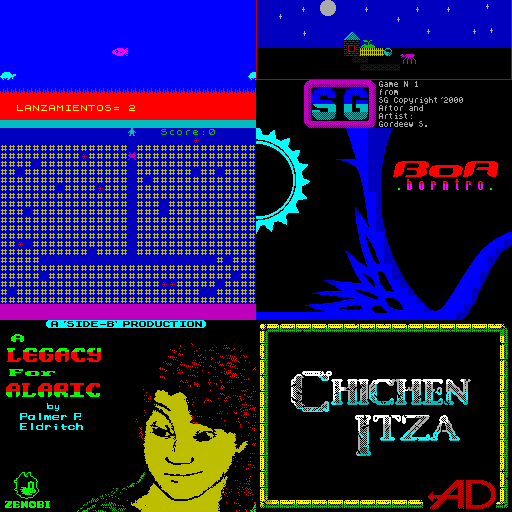 LANZAMIENTOS= 2
Score:0
SG
Game N 1
from
SG Copyright'2000
Aftor and
Artist:
Gordeew S.
BoA
.borniro.
A 'SIDE-B' PRODUCTION
A
LEGACY
For
ALARIC
by
Palmer P.
Eldritch
ZENOBI
CHICHEN
ITZA
AD